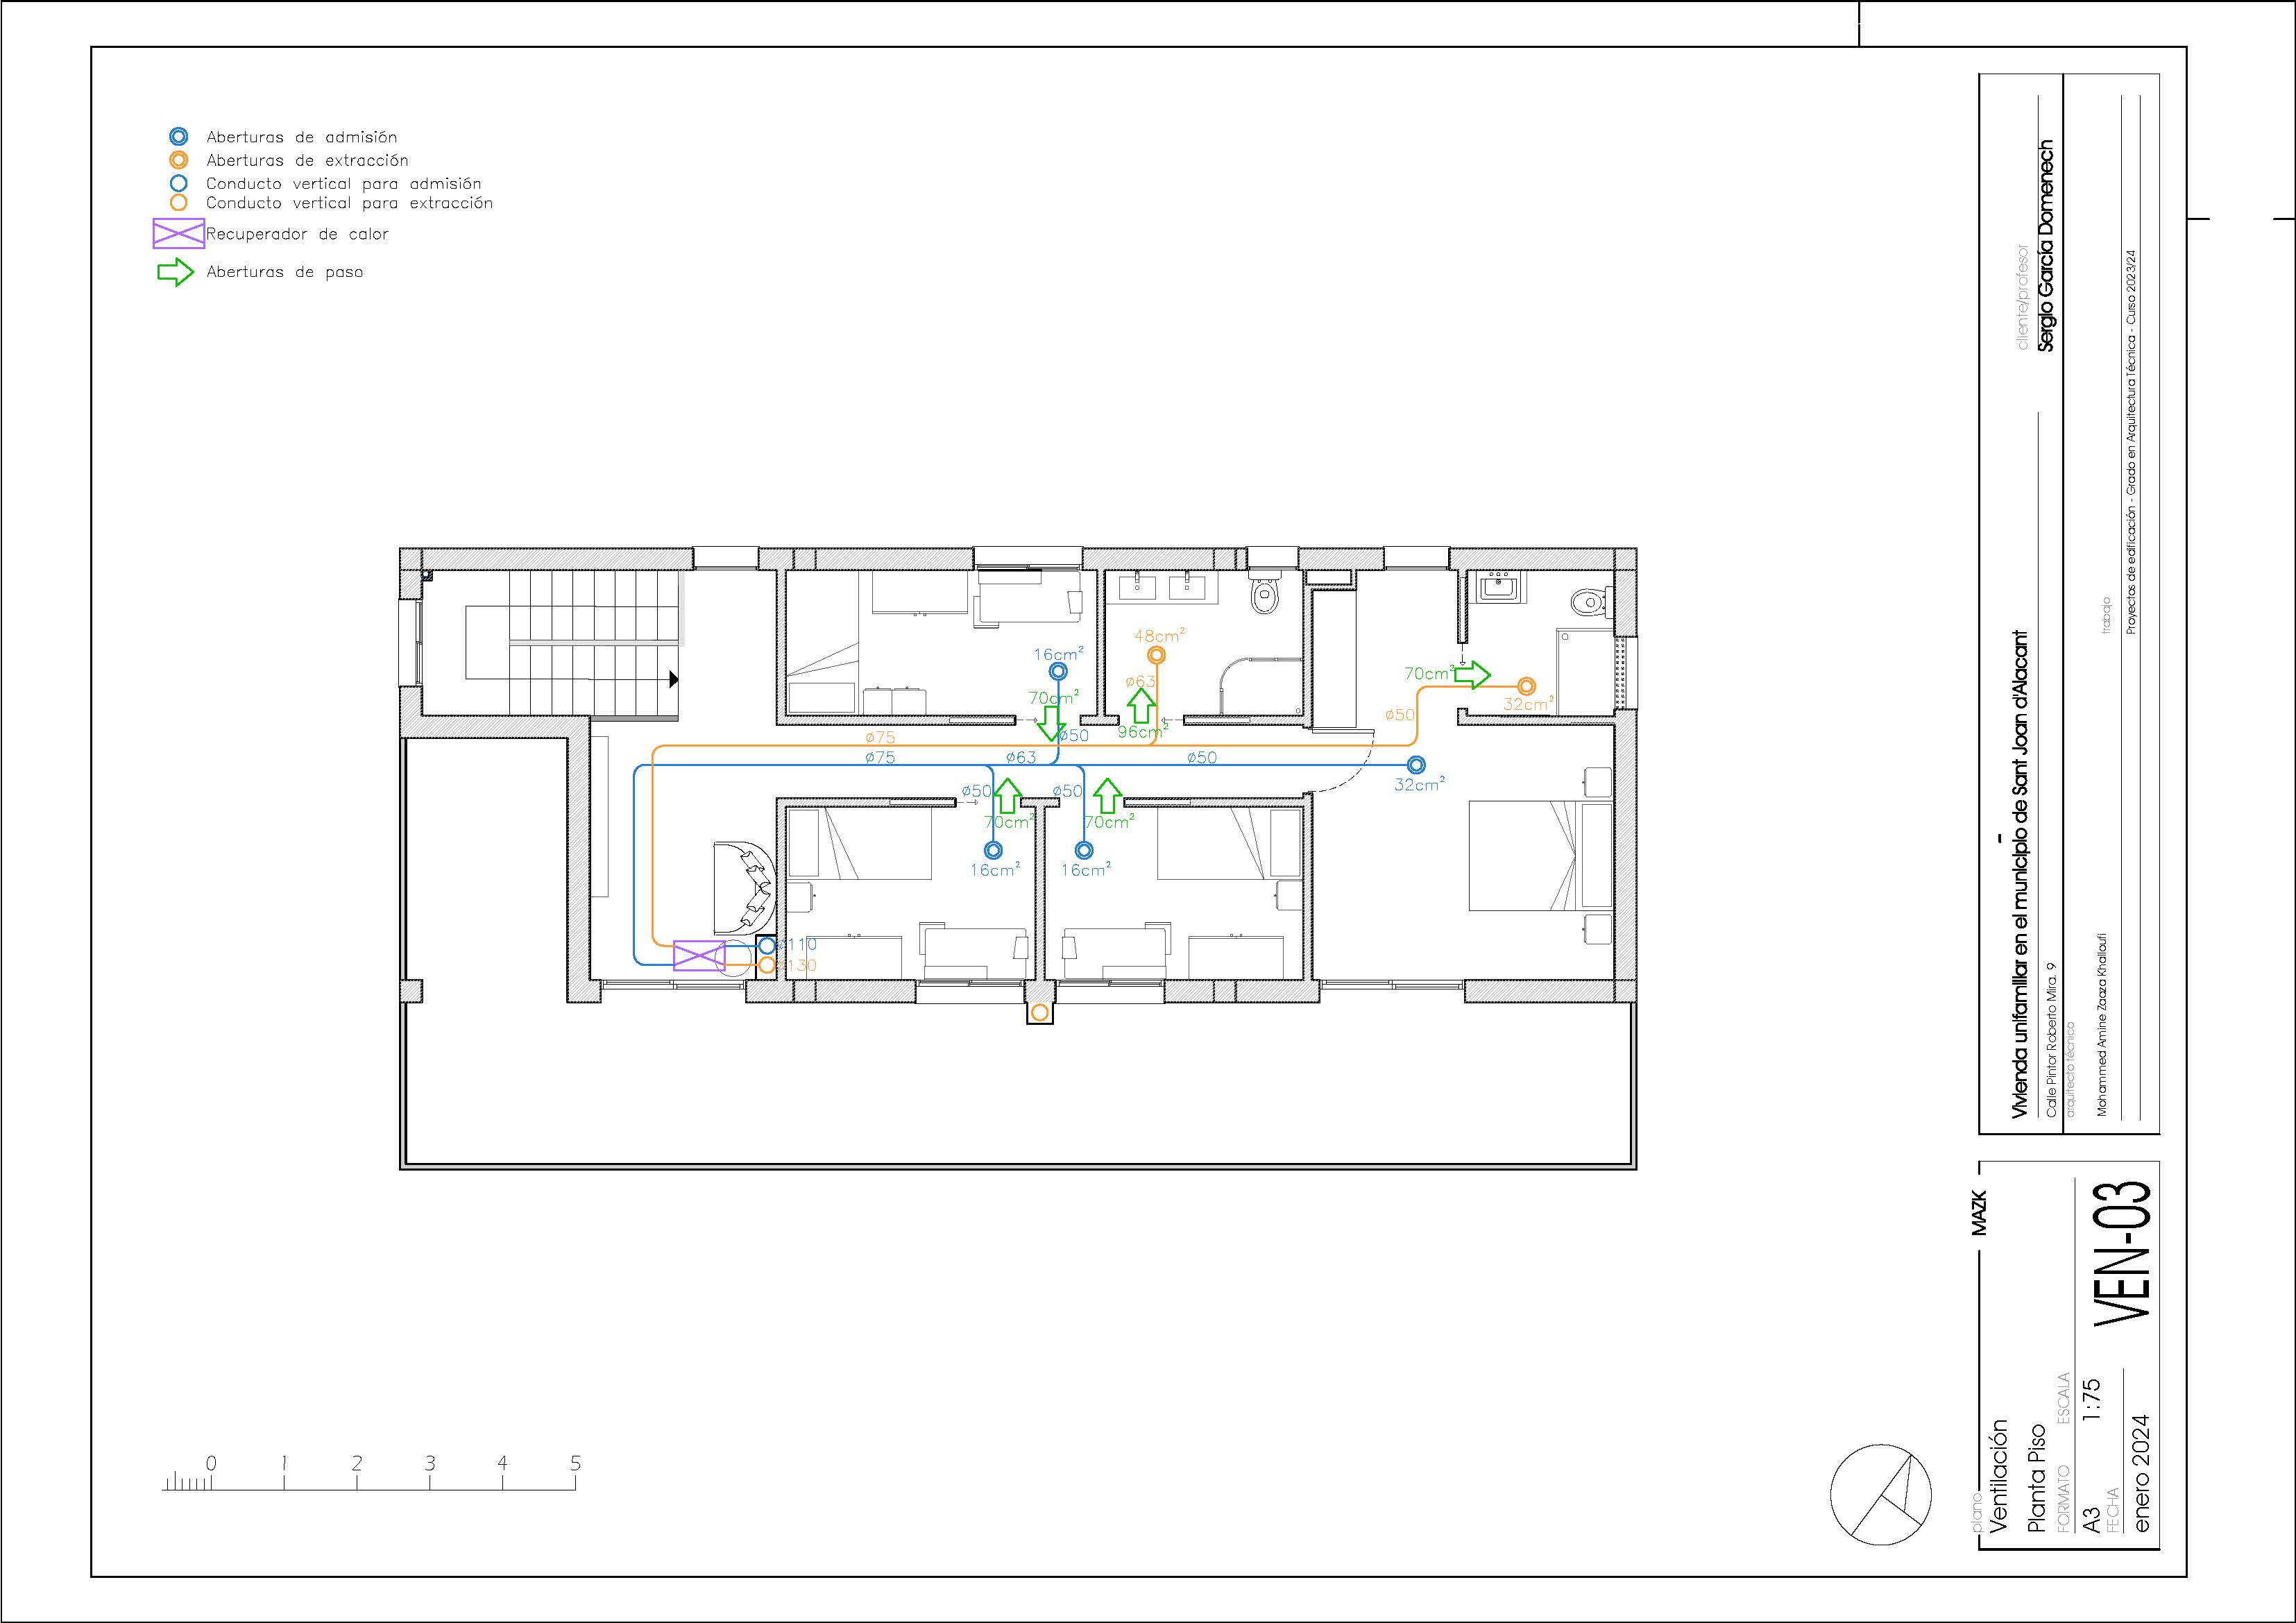 Aberturas de admisión
Aberturas de extracción
Conducto vertical para admisión
Conducto vertical para extracción
Recuperador de calor
Aberturas de paso
16cm²
70cm²
ø50
48cm²
ø63
96cm²
70cm²
32cm²
ø50
ø75
ø75
ø63
ø50
32cm²
ø50
70cm²
16cm²
ø50
70cm²
16cm²
ø110
ø130
0 1 2 3 4 5
cliente/profesor
Sergio García Domenech
Vivienda unifamiliar en el municipio de Sant Joan d'Alacant
Calle Pintor Roberto Mira. 9
arquitecto técnico
Mohammed Amine Zaaza Khallaufi
trabajo
Proyectos de edificación - Grado en Arquitectura Técnica - Curso 2023/24
MAZK
plano
Ventilación
Planta Piso
FORMATO ESCALA
A3 1:75
FECHA
enero 2024
VEN-03